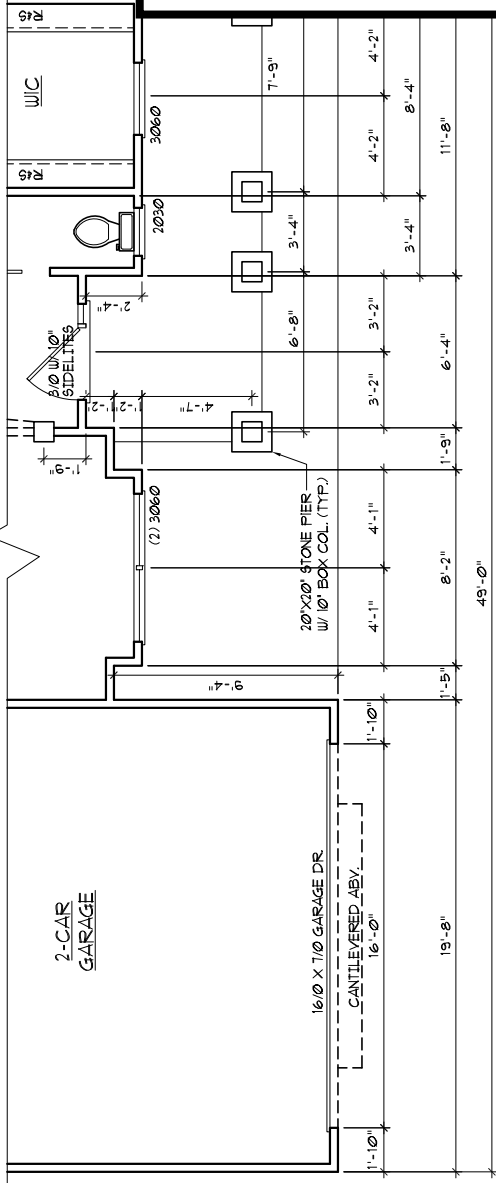 R&S
WIC
R&S
3060
2030
2'-4"
3/0 W/ 10"
SIDELITES
1'-2"
1'-2"
4'-7"
1'-9"
(2) 3060
7'-9"
3'-4"
6'-8"
20"X20" STONE PIER
W/ 10" BOX COL. (TYP.)
9'-4"
4'-2"
4'-2"
8'-4"
3'-4"
11'-8"
3'-2"
3'-2"
6'-4"
1'-9"
4'-1"
4'-1"
8'-2"
1'-5"
49'-0"
2-CAR
GARAGE
16/0 X 7/0 GARAGE DR.
CANTILEVERED ABV.
1'-10"
16'-0"
1'-10"
19'-8"